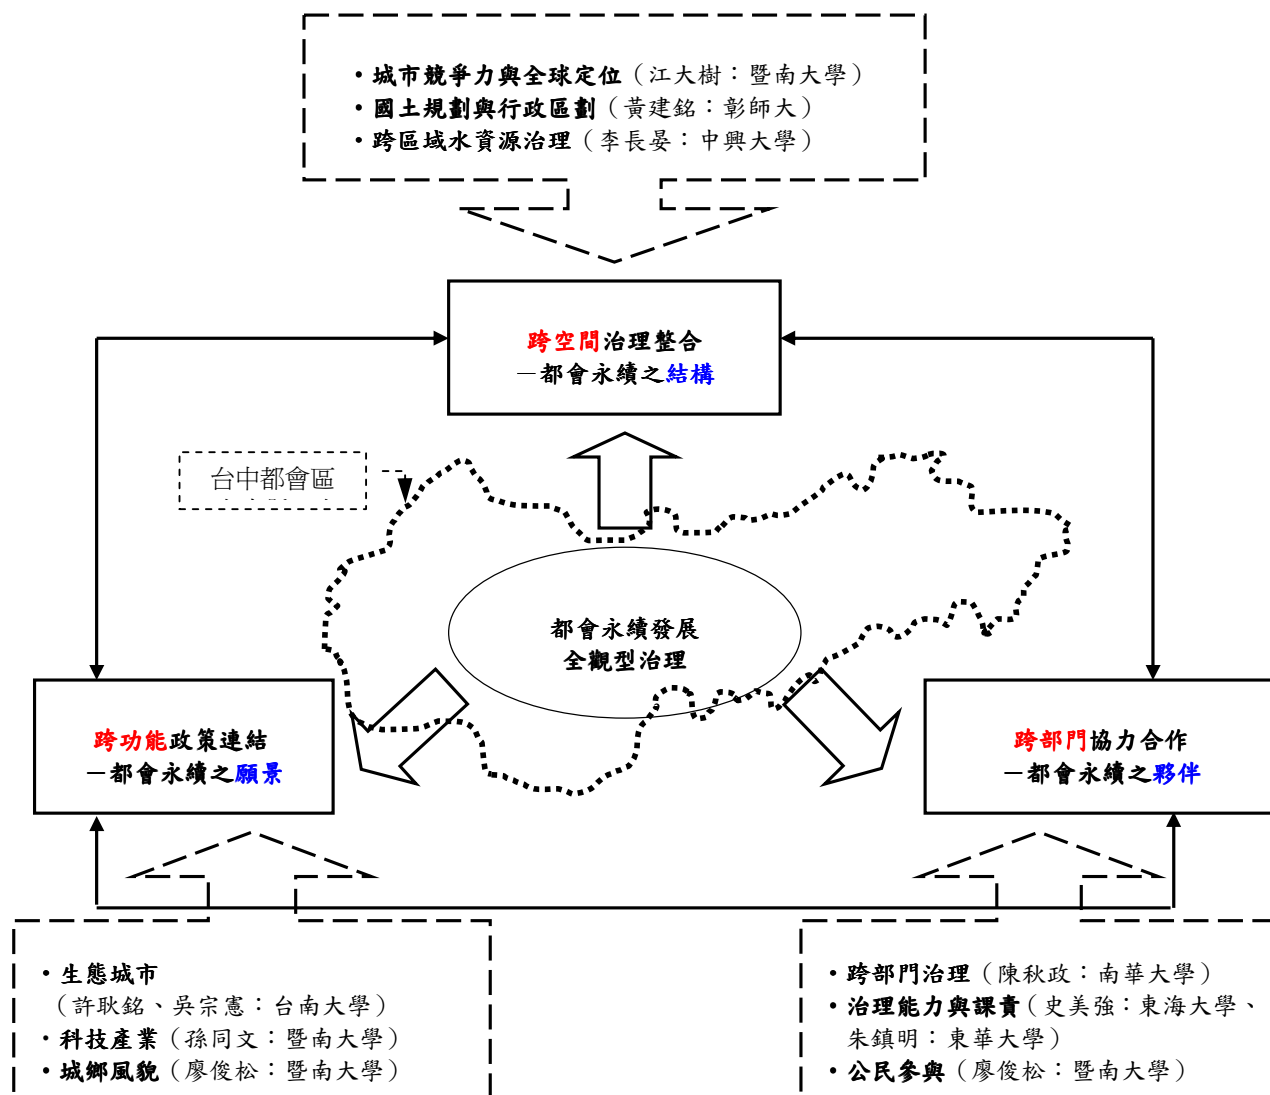 •城市競爭力與全球定位（江大樹：暨南大學）
•國土規劃與行政區劃（黃建銘：彰師大）
•跨區域水資源治理（李長晏：中興大學）
跨空間治理整合
－都會永續之結構
台中都會區
都會永續發展
全觀型治理
跨功能政策連結
－都會永續之願景
跨部門協力合作
－都會永續之夥伴
•生態城市
（許耿銘、吳宗憲：台南大學）
•科技產業（孫同文：暨南大學）
•城鄉風貌（廖俊松：暨南大學）
•跨部門治理（陳秋政：南華大學）
•治理能力與課責（史美強：東海大學、
朱鎮明：東華大學）
•公民參與（廖俊松：暨南大學）